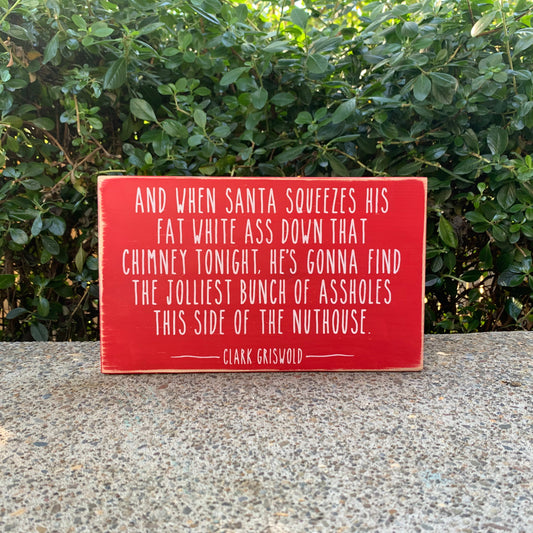 AND WHEN SANTA SQUEEZES HIS
FAT WHITE ASS DOWN THAT
CHIMNEY TONIGHT, HE'S GONNA FIND
THE JOLLIEST BUNCH OF ASSHOLES
THIS SIDE OF THE NUTHOUSE.
CLARK GRISWOLD